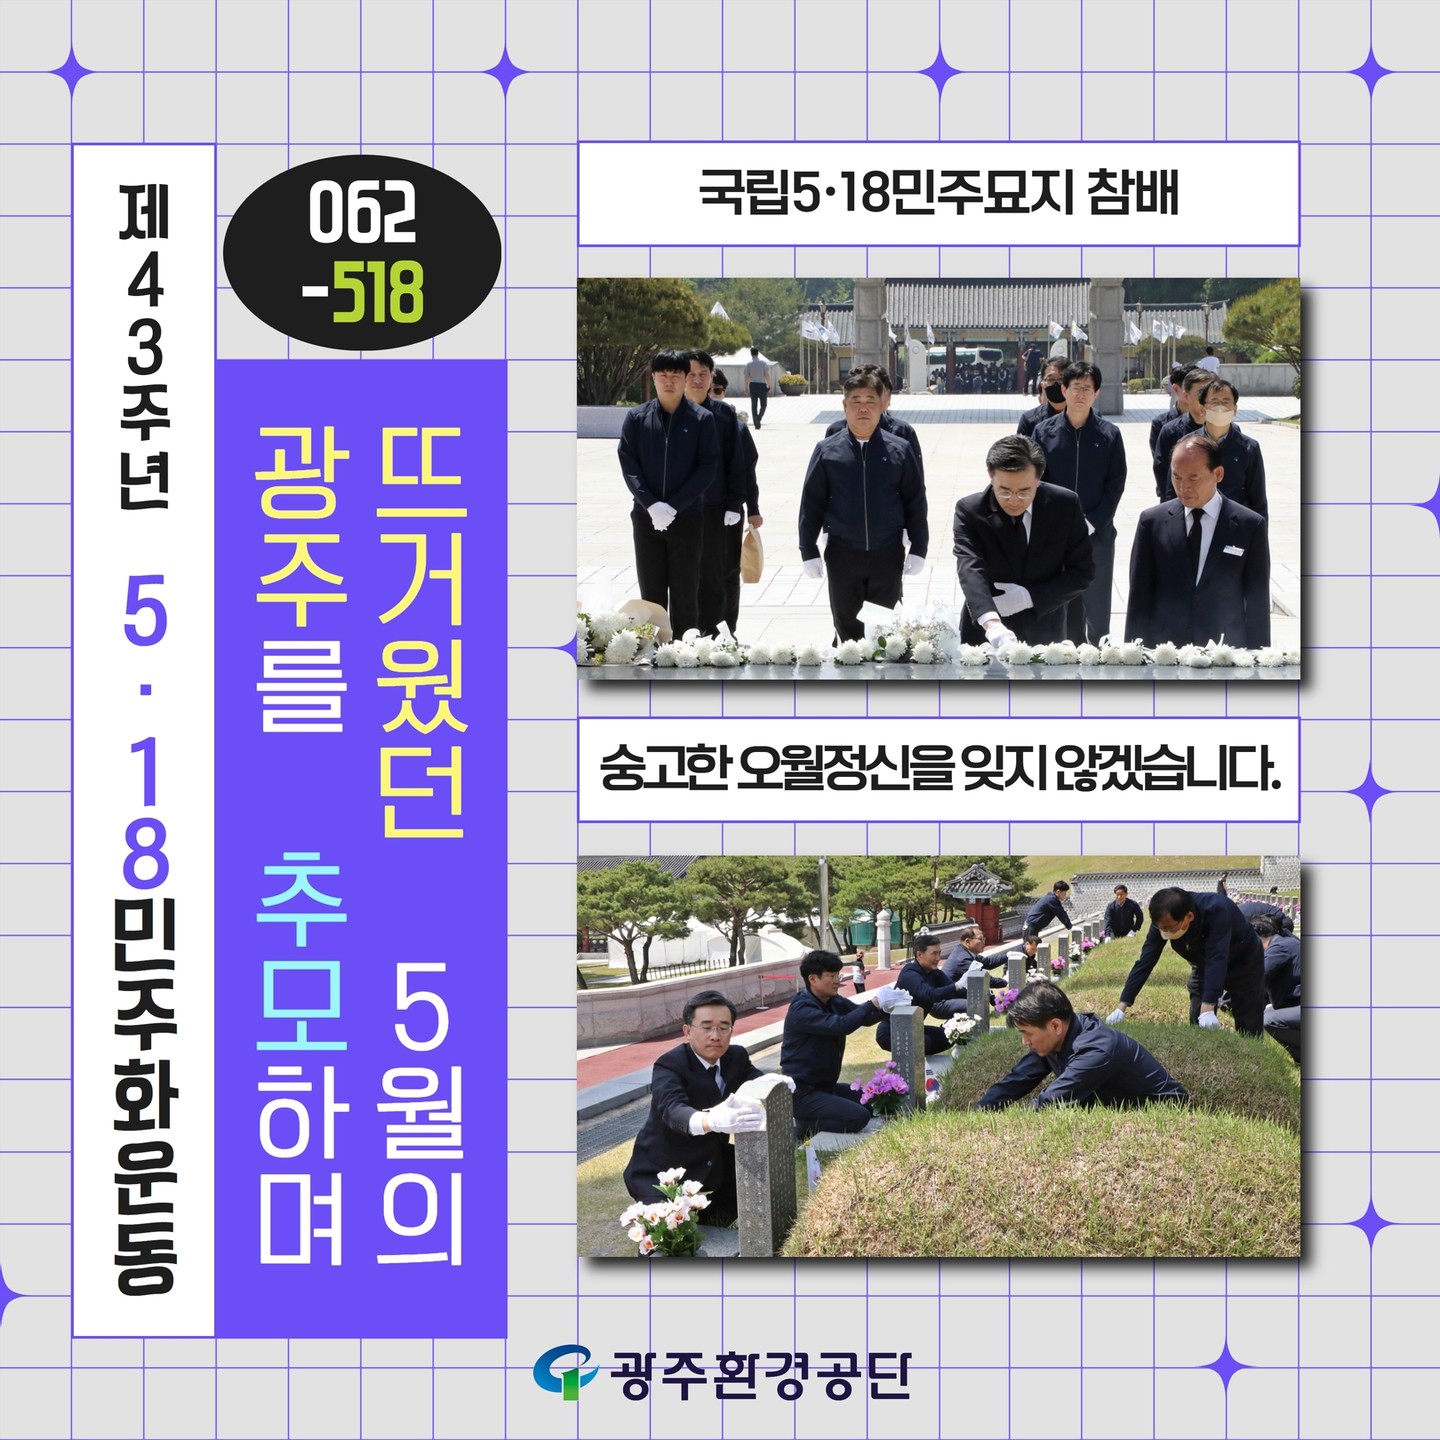 제43주년 5·18민주화운동
062
-518
뜨거웠던 5월의
광주를 추모하며
국립5·18민주묘지 참배
숭고한 오월정신을 잊지 않겠습니다.
광주환경공단